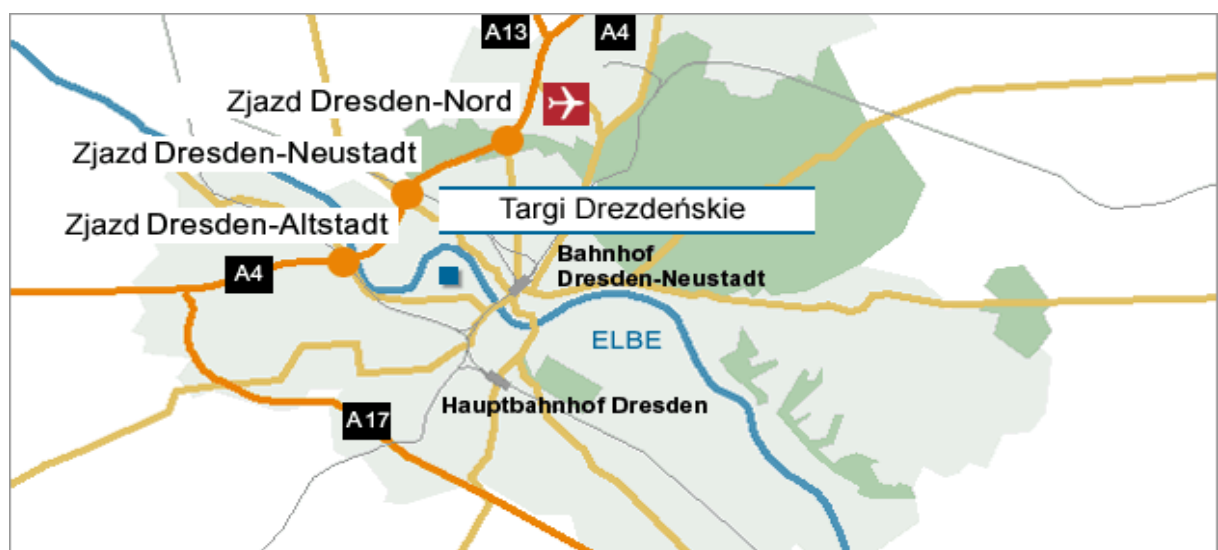 A13
A4
Zjazd Dresden-Nord
Zjazd Dresden-Neustadt
Targi Drezdeńskie
Zjazd Dresden-Altstadt
Bahnhof
Dresden-Neustadt
A4
ELBE
Hauptbahnhof Dresden
A17